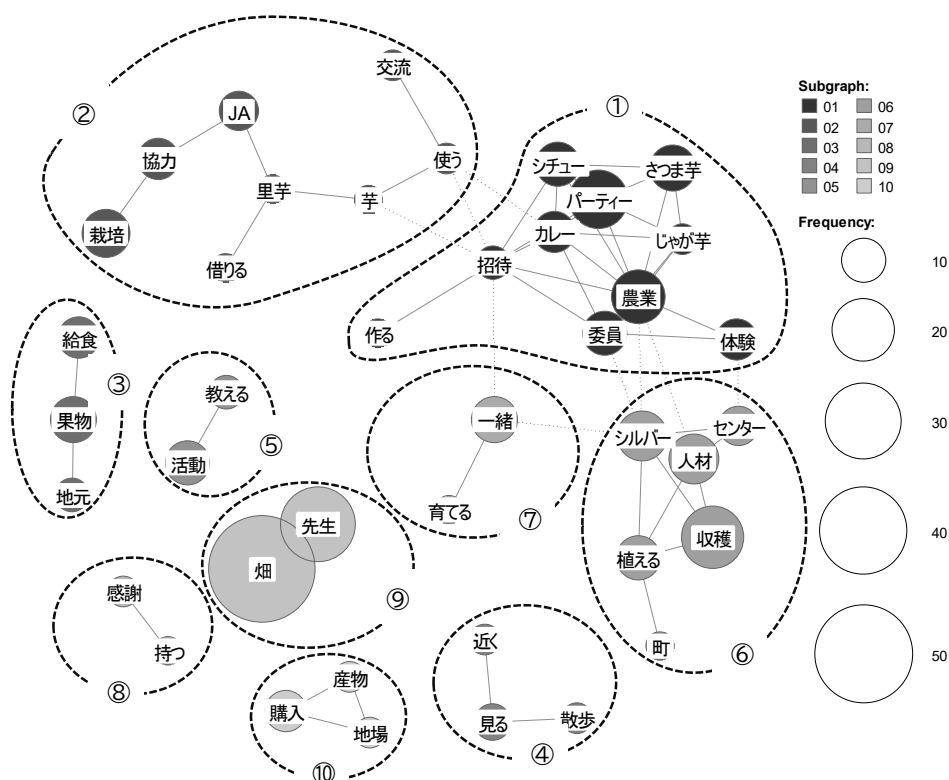 交流
②
JA
協力
使う
里芋
芋
栽培
借りる
①
シチュー
さつま芋
パーティー
カレー
じゃが芋
招待
農業
作る
委員
体験
Subgraph:
01
06
02
07
03
08
04
09
05
10
Frequency:
10
20
30
40
50
給食
③
果物
地元
教える
⑤
活動
一緒
育てる
⑦
シルバー
センター
人材
収穫
植える
町
⑥
先生
畑
⑨
感謝
持つ
⑧
産物
購入
地場
⑩
近く
見る
散歩
④